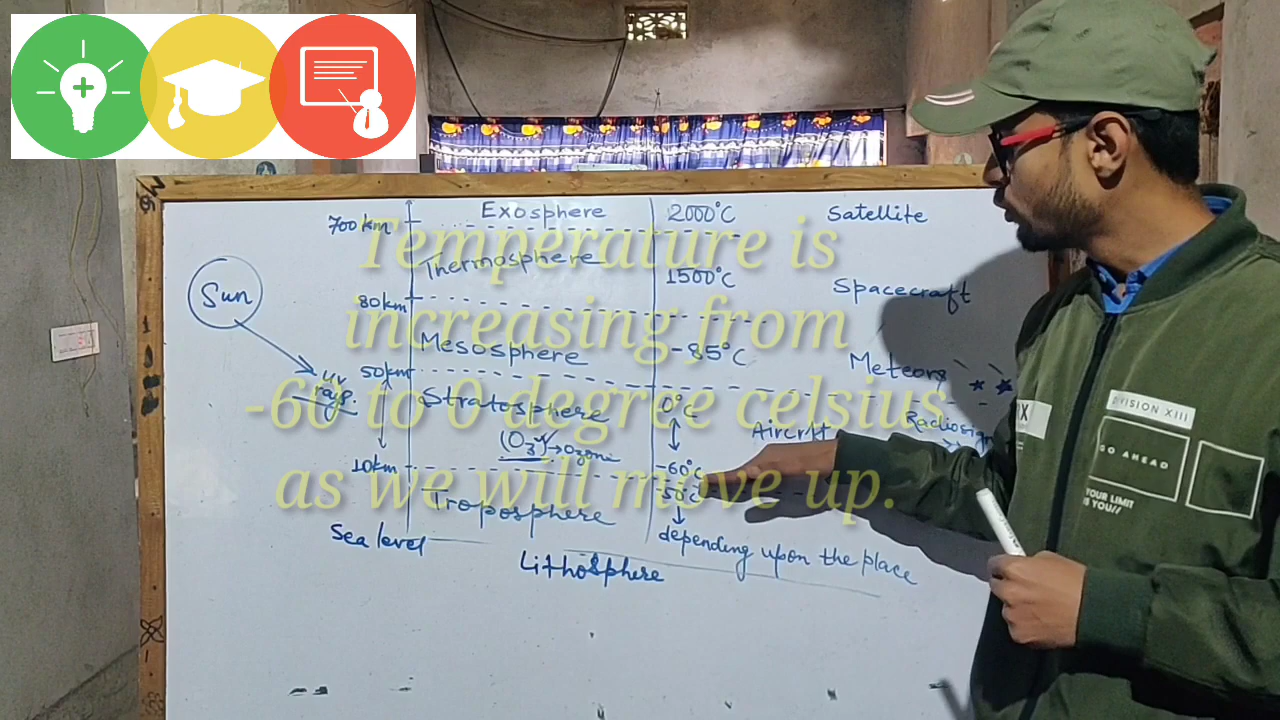 Exosphere 2000°C Satellite
700 km
Temperature is
Thermosphere
1500°C
Sun
80km
Spacecraft
increasing from
Mesosphere -85°C
Meteors
50km
UV
rays.
Stratosphere 0°C
-60 to 0 degree celsius
DIVISION XIII
Aircrft Radiosign
(O3) → Ozone
GO AHEAD
10km -60°C
-50°C
as we will move up.
YOUR LIMIT
IS YOU//
Troposphere
Sea level
depending upon the place
Lithosphere